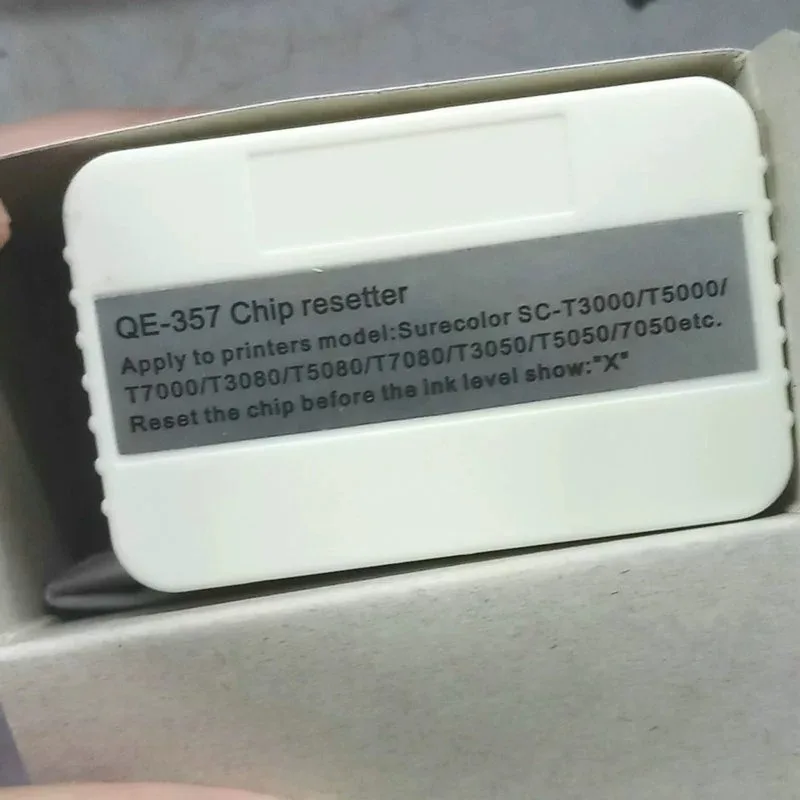 QE-357 Chip resetter
Apply to printers model:Surecolor SC-T3000/T5000/
T7000/T3080/T5080/T7080/T3050/T5050/7050etc.
Reset the chip before the ink level show:"X"